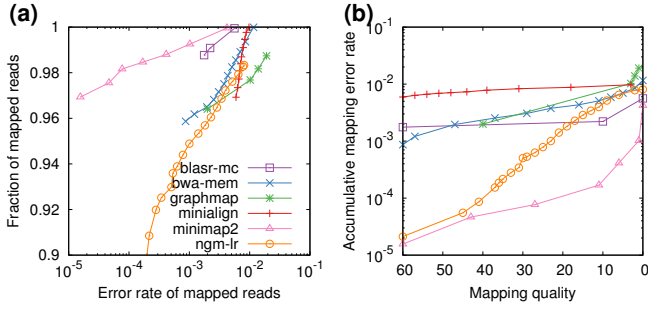 (a)
Fraction of mapped reads
1
0.98
0.96
0.94
0.92
0.9
blasr-mc
bwa-mem
graphmap
minialign
minimap2
ngm-lr
10^-5 10^-4 10^-3 10^-2 10^-1
Error rate of mapped reads
(b)
Accumulative mapping error rate
10^-1
10^-2
10^-3
10^-4
10^-5
60 50 40 30 20 10 0
Mapping quality